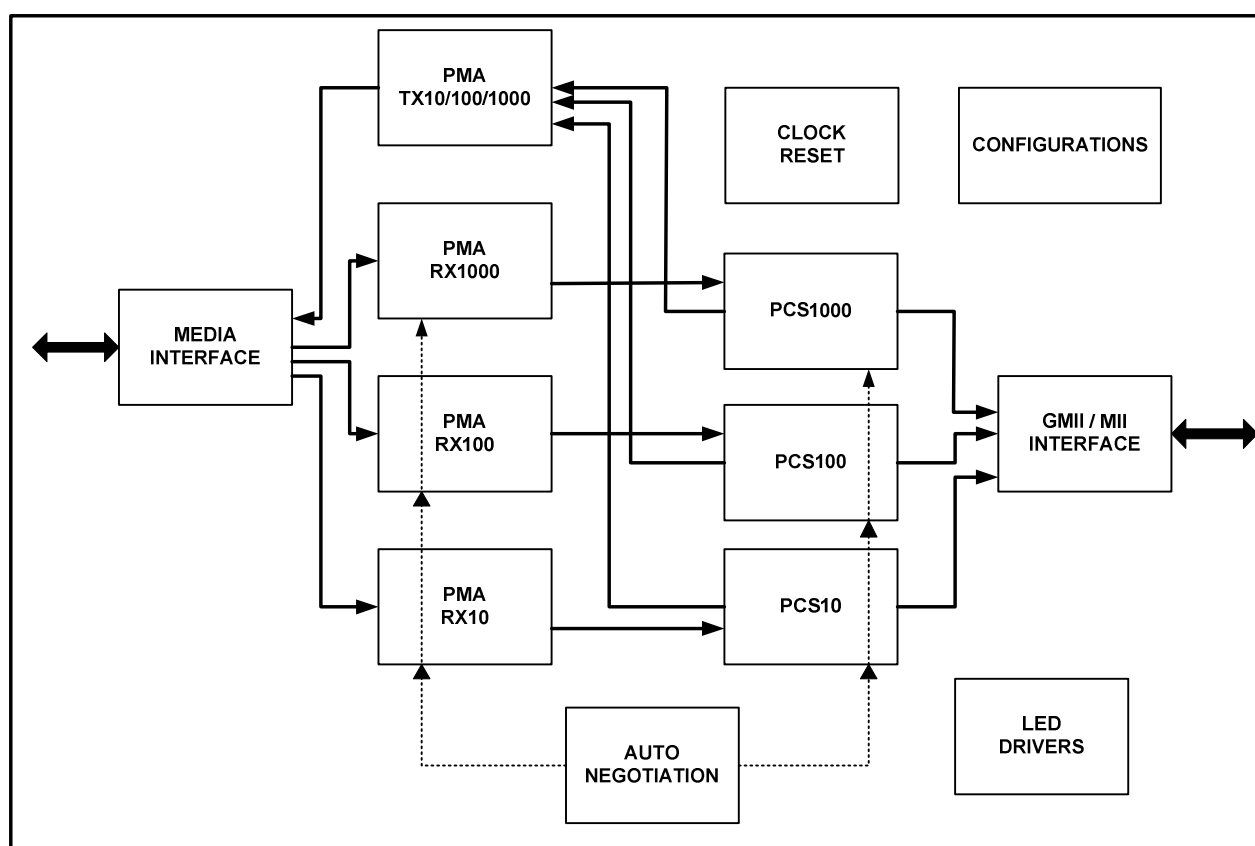 PMA
TX10/100/1000
CLOCK
RESET
CONFIGURATIONS
PMA
RX1000
PCS1000
MEDIA
INTERFACE
PMA
RX100
PCS100
GMII / MII
INTERFACE
PMA
RX10
PCS10
AUTO
NEGOTIATION
LED
DRIVERS